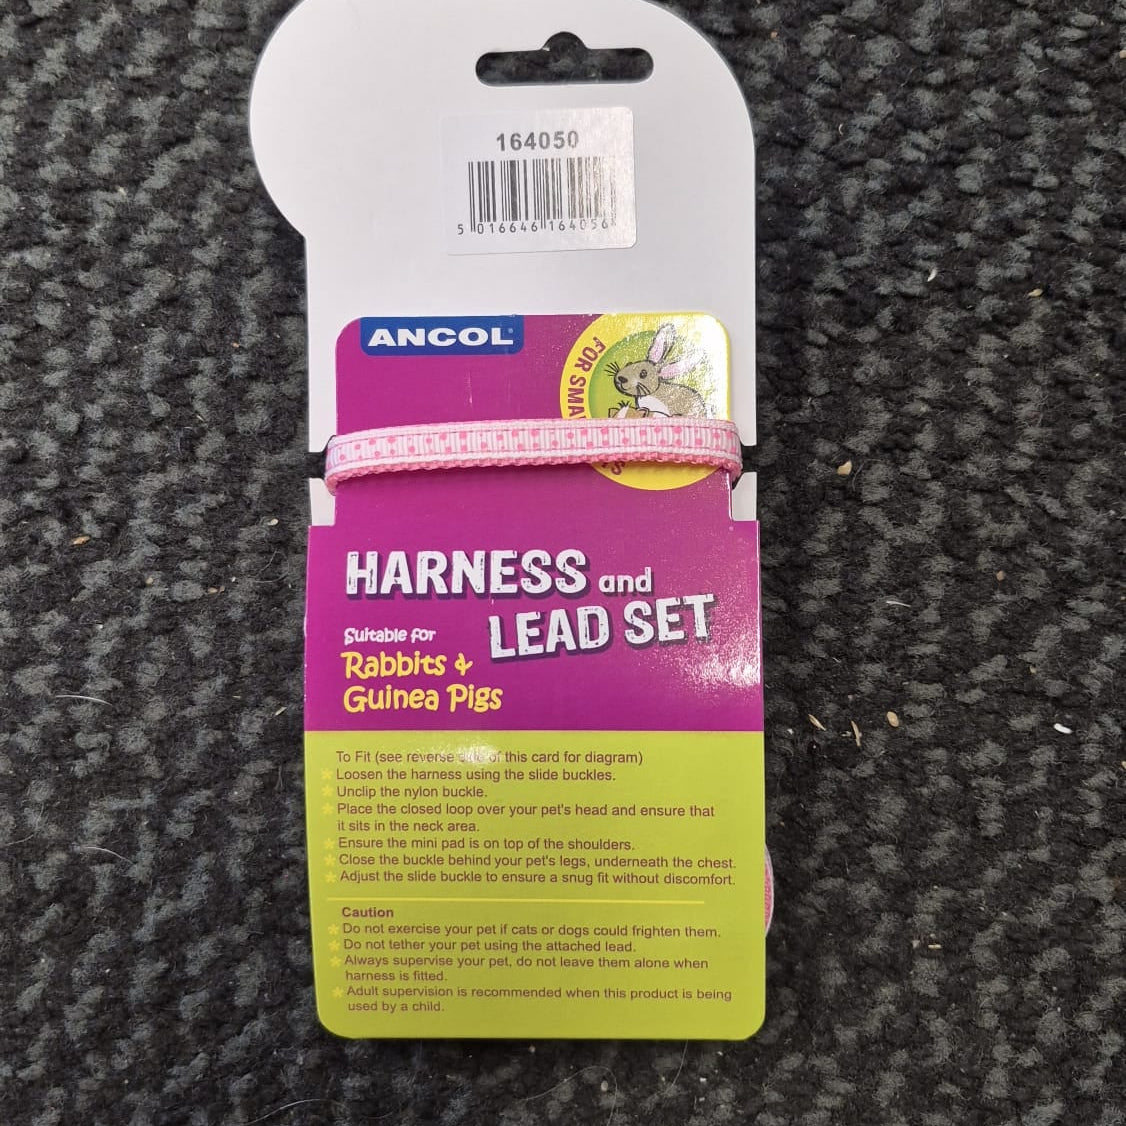 164050
5 016646 164056
ANCOL
FOR SMA
HARNESS and
LEAD SET
Suitable for
Rabbits &
Guinea Pigs
To Fit (see reverse of this card for diagram)
Loosen the harness using the slide buckles.
Unclip the nylon buckle.
Place the closed loop over your pet's head and ensure that
it sits in the neck area.
Ensure the mini pad is on top of the shoulders.
Close the buckle behind your pet's legs, underneath the chest.
Adjust the slide buckle to ensure a snug fit without discomfort.
Caution
Do not exercise your pet if cats or dogs could frighten them.
Do not tether your pet using the attached lead.
Always supervise your pet, do not leave them alone when
harness is fitted.
Adult supervision is recommended when this product is being
used by a child.